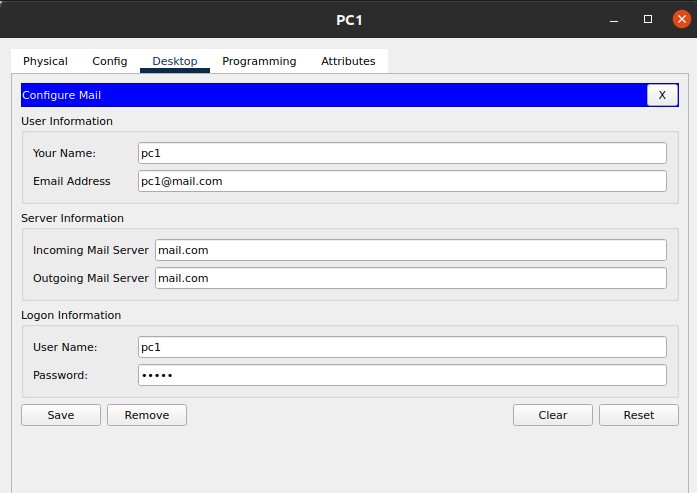 PC1
Physical Config Desktop Programming Attributes
Configure Mail X
User Information
Your Name: pc1
Email Address pc1@mail.com
Server Information
Incoming Mail Server mail.com
Outgoing Mail Server mail.com
Logon Information
User Name: pc1
Password: •••••
Save Remove Clear Reset